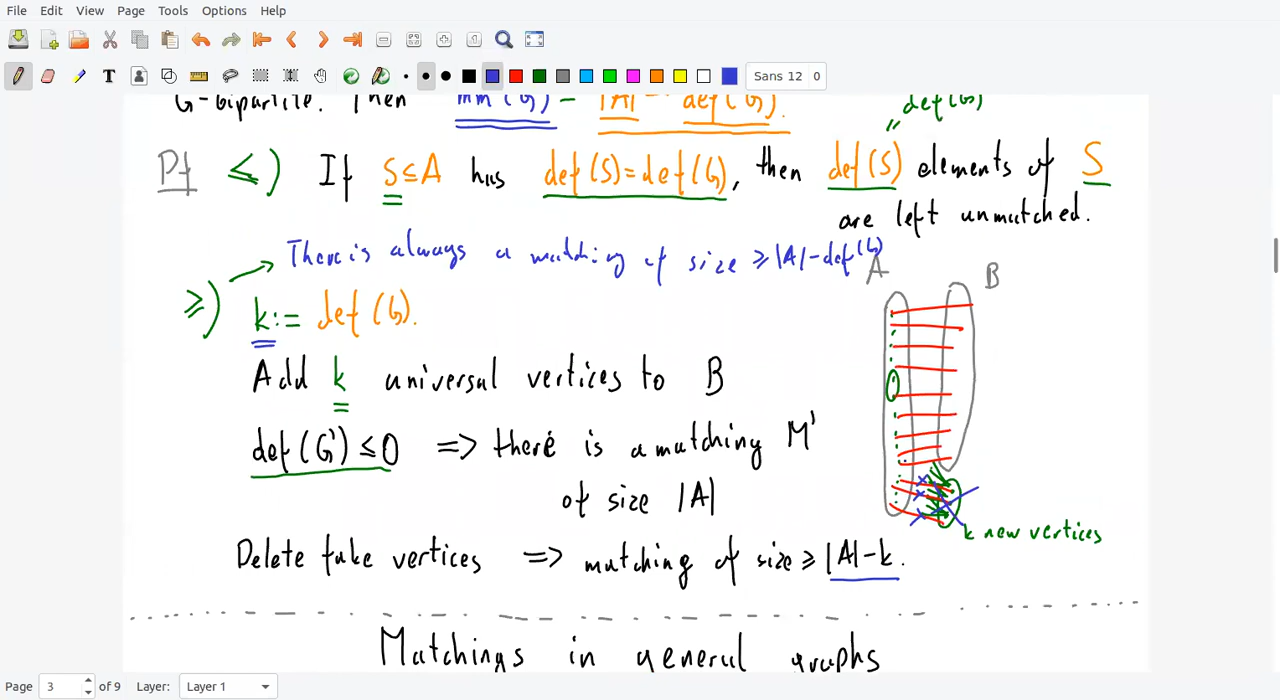 File Edit View Page Tools Options Help
Sans 12 0
G-bipartite. Then mm(G) = |A| - def(G).
def(G)
Pf ≤) If S⊆A has def(S)=def(G), then def(S) elements of S
are left unmatched.
There is always a matching of size ≥|A|-def(G)
A B
≥) k:= def(G).
Add k universal vertices to B
def(G')≤0 => there is a matching M'
of size |A|
k new vertices
Delete fake vertices => matching of size ≥ |A|-k.
Matchings in general graphs
Page 3 of 9 Layer: Layer 1